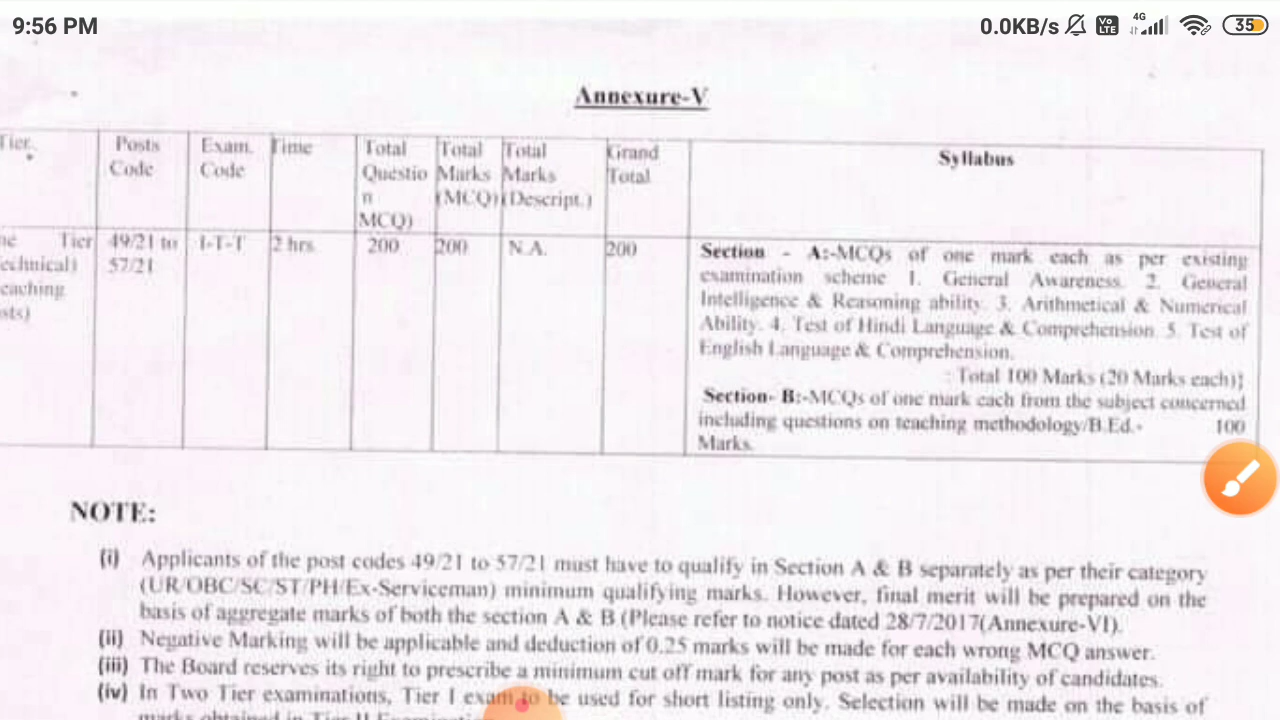 9:56 PM
0.0KB/s
Vo LTE
4G
35
Annexure-V
Tier
Posts Code
Exam. Code
Time
Total Questio n MCQ)
Total Marks (MCQ)
Total Marks (Descript.)
Grand Total
Syllabus
Tier
49/21 to 57/21
I-T-T
2 hrs
200
200
N.A.
200
Section - A:-MCQs of one mark each as per existing
examination scheme 1. General Awareness. 2. General
Intelligence & Reasoning ability. 3. Arithmetical & Numerical
Ability. 4. Test of Hindi Language & Comprehension. 5. Test of
English Language & Comprehension.
: Total 100 Marks (20 Marks each)}
Section- B:-MCQs of one mark each from the subject concerned
including questions on teaching methodology/B.Ed.- 100
Marks.
NOTE:
(i) Applicants of the post codes 49/21 to 57/21 must have to qualify in Section A & B separately as per their category
(UR/OBC/SC/ST/PH/Ex-Serviceman) minimum qualifying marks. However, final merit will be prepared on the
basis of aggregate marks of both the section A & B (Please refer to notice dated 28/7/2017(Annexure-VI).
(ii) Negative Marking will be applicable and deduction of 0.25 marks will be made for each wrong MCQ answer.
(iii) The Board reserves its right to prescribe a minimum cut off mark for any post as per availability of candidates.
(iv) In Two Tier examinations, Tier I exam to be used for short listing only. Selection will be made on the basis of